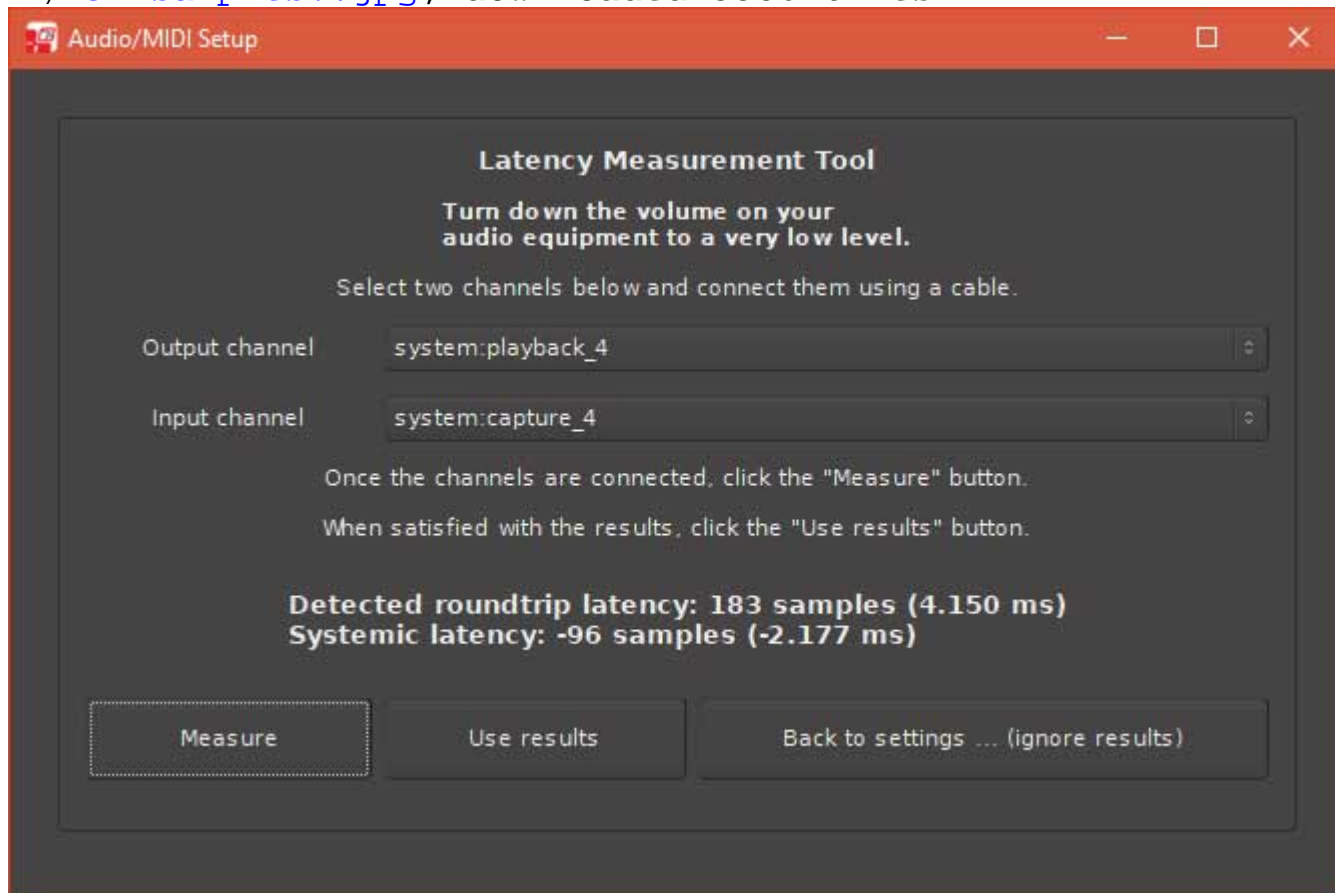 Audio/MIDI Setup
Latency Measurement Tool
Turn down the volume on your
audio equipment to a very low level.
Select two channels below and connect them using a cable.
Output channel
system:playback_4
Input channel
system:capture_4
Once the channels are connected, click the "Measure" button.
When satisfied with the results, click the "Use results" button.
Detected roundtrip latency: 183 samples (4.150 ms)
Systemic latency: -96 samples (-2.177 ms)
Measure
Use results
Back to settings ... (ignore results)